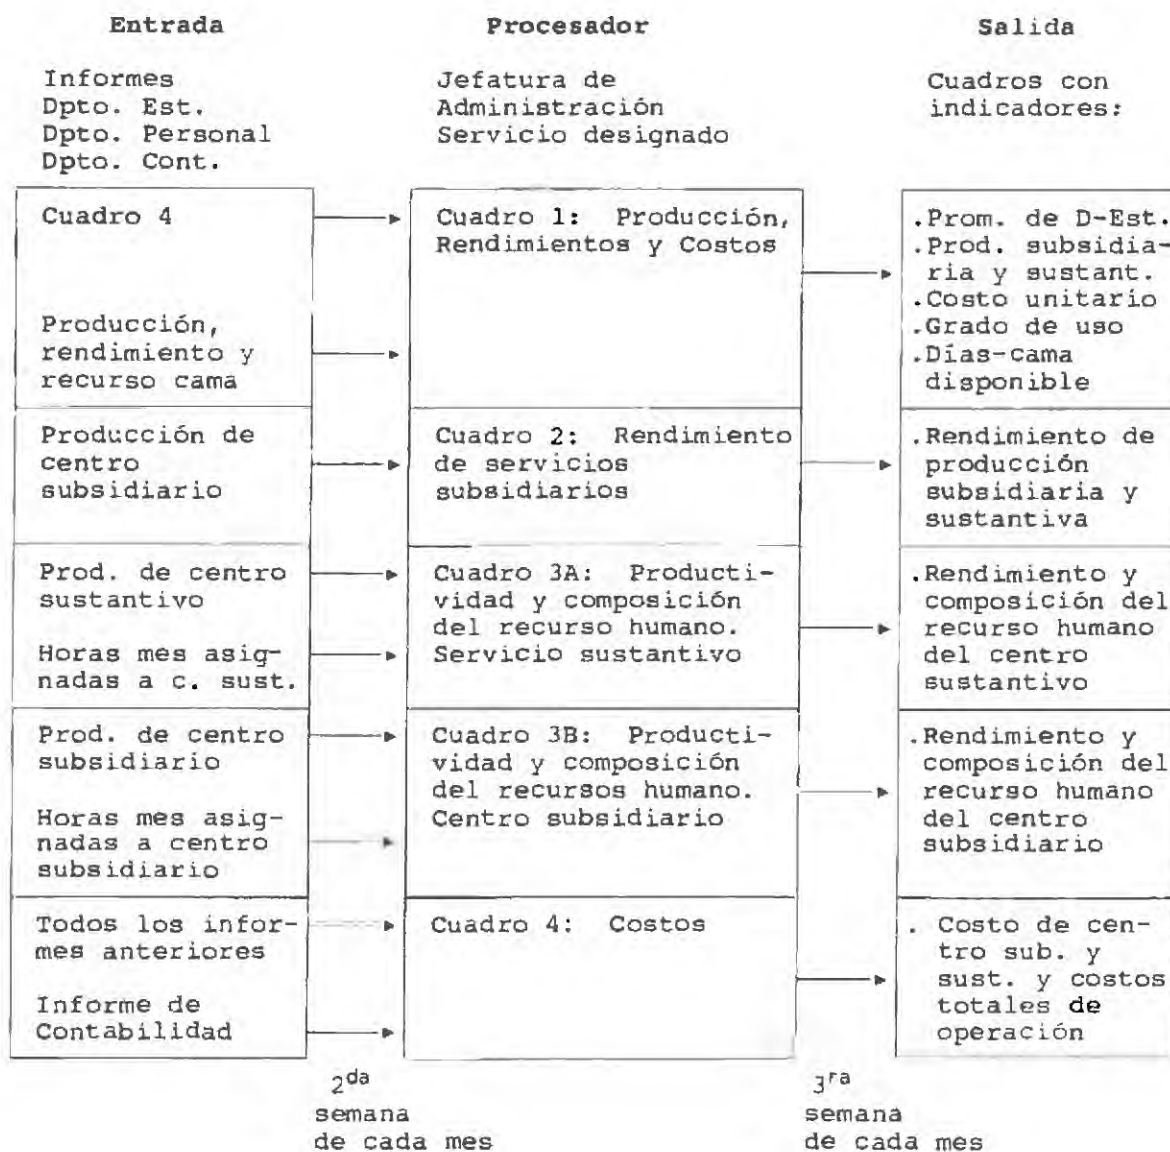 Entrada
Procesador
Salida
Informes
Dpto. Est.
Dpto. Personal
Dpto. Cont.
Jefatura de
Administración
Servicio designado
Cuadros con
indicadores:
Cuadro 4
Producción,
rendimiento y
recurso cama
Cuadro 1: Producción,
Rendimientos y Costos
.Prom. de D-Est.
.Prod. subsidia-
ria y sustant.
.Costo unitario
.Grado de uso
.Días-cama
disponible
Producción de
centro
subsidiario
Cuadro 2: Rendimiento
de servicios
subsidiarios
.Rendimiento de
producción
subsidiaria y
sustantiva
Prod. de centro
sustantivo
Horas mes asig-
nadas a c. sust.
Cuadro 3A: Producti-
vidad y composición
del recurso humano.
Servicio sustantivo
.Rendimiento y
composición del
recurso humano
del centro
sustantivo
Prod. de centro
subsidiario
Horas mes asig-
nadas a centro
subsidiario
Cuadro 3B: Producti-
vidad y composición
del recursos humano.
Centro subsidiario
.Rendimiento y
composición del
recurso humano
del centro
subsidiario
Todos los infor-
mes anteriores
Informe de
Contabilidad
Cuadro 4: Costos
. Costo de cen-
tro sub. y
sust. y costos
totales de
operación
2da
semana
de cada mes
3ra
semana
de cada mes